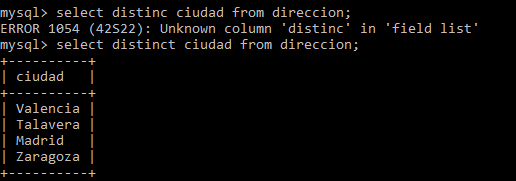 mysql> select distinc ciudad from direccion;
ERROR 1054 (42S22): Unknown column 'distinc' in 'field list'
mysql> select distinct ciudad from direccion;
+----------+
| ciudad   |
+----------+
| Valencia |
| Talavera |
| Madrid   |
| Zaragoza |
+----------+